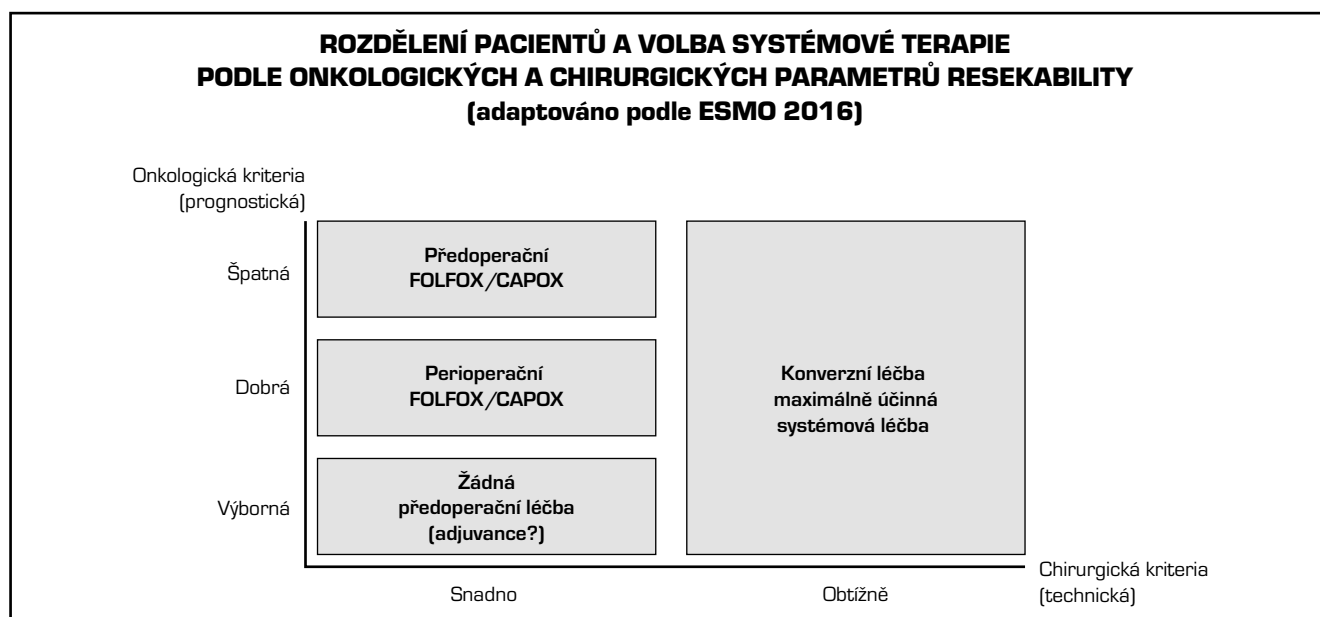 ROZDĚLENÍ PACIENTŮ A VOLBA SYSTÉMOVÉ TERAPIE
PODLE ONKOLOGICKÝCH A CHIRURGICKÝCH PARAMETRŮ RESEKABILITY
(adaptováno podle ESMO 2016)
Onkologická kriteria
(prognostická)
Špatná
Předoperační
FOLFOX/CAPOX
Dobrá
Perioperační
FOLFOX/CAPOX
Výborná
Žádná
předoperační léčba
(adjuvance?)
Konverzní léčba
maximálně účinná
systémová léčba
Snadno
Obtížně
Chirurgická kriteria
(technická)